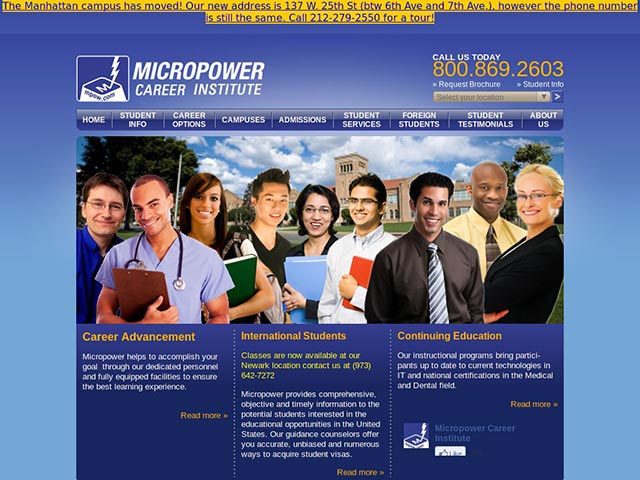 The Manhattan campus has moved! Our new address is 137 W. 25th St (btw 6th Ave and 7th Ave.), however the phone number
is still the same. Call 212-279-2550 for a tour!
CALL US TODAY
800.869.2603
» Request Brochure » Student Info
Select your location
MICROPOWER
CAREER INSTITUTE
mpow.com
HOME
STUDENT
INFO
CAREER
OPTIONS
CAMPUSES
ADMISSIONS
STUDENT
SERVICES
FOREIGN
STUDENTS
STUDENT
TESTIMONIALS
ABOUT
US
Career Advancement
Micropower helps to accomplish your
goal through our dedicated personnel
and fully equipped facilities to ensure
the best learning experience.
Read more »
International Students
Classes are now available at our
Newark location contact us at (973)
642-7272
Micropower provides comprehensive,
objective and timely information to the
potential students interested in the
educational opportunities in the United
States. Our guidance counselors offer
you accurate, unbiased and numerous
ways to acquire student visas.
Read more »
Continuing Education
Our instructional programs bring partici-
pants up to date to current technologies in
IT and national certifications in the Medical
and Dental field.
Read more »
Micropower Career
Institute
Like